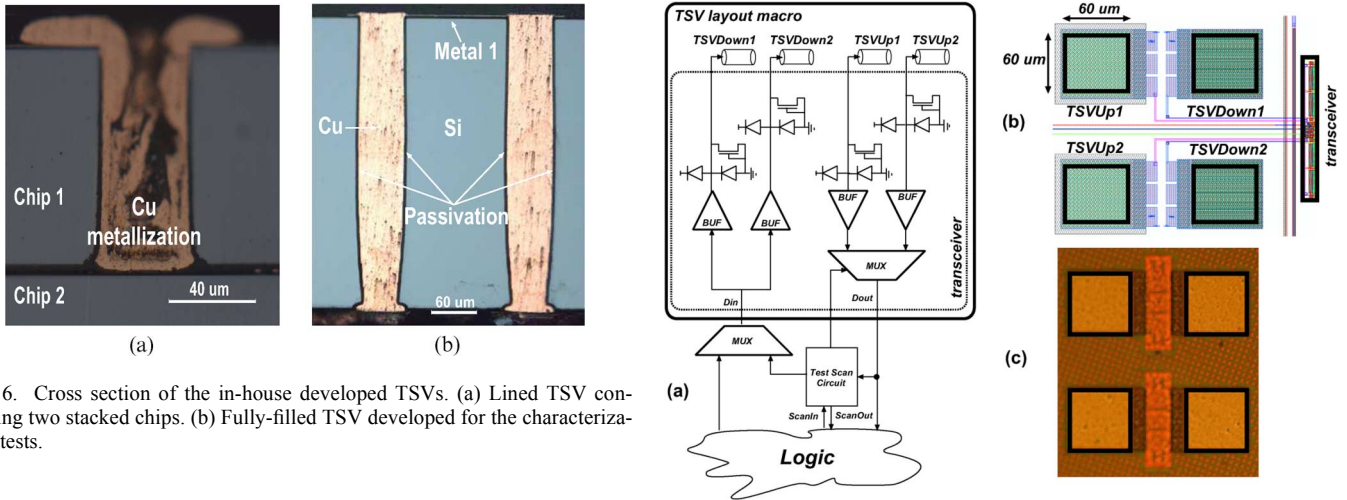 Chip 1
Cu
metallization
Chip 2
40 um
(a)
Metal 1
Cu
Si
Passivation
60 um
(b)
6. Cross section of the in-house developed TSVs. (a) Lined TSV con-
ng two stacked chips. (b) Fully-filled TSV developed for the characteriza-
tests.
TSV layout macro
TSVDown1 TSVDown2 TSVUp1 TSVUp2
BUF BUF BUF BUF
MUX
transceiver
Din Dout
MUX
Test Scan
Circuit
(a)
ScanIn ScanOut
Logic
60 um
60 um
TSVUp1 TSVDown1
(b)
TSVUp2 TSVDown2
transceiver
(c)